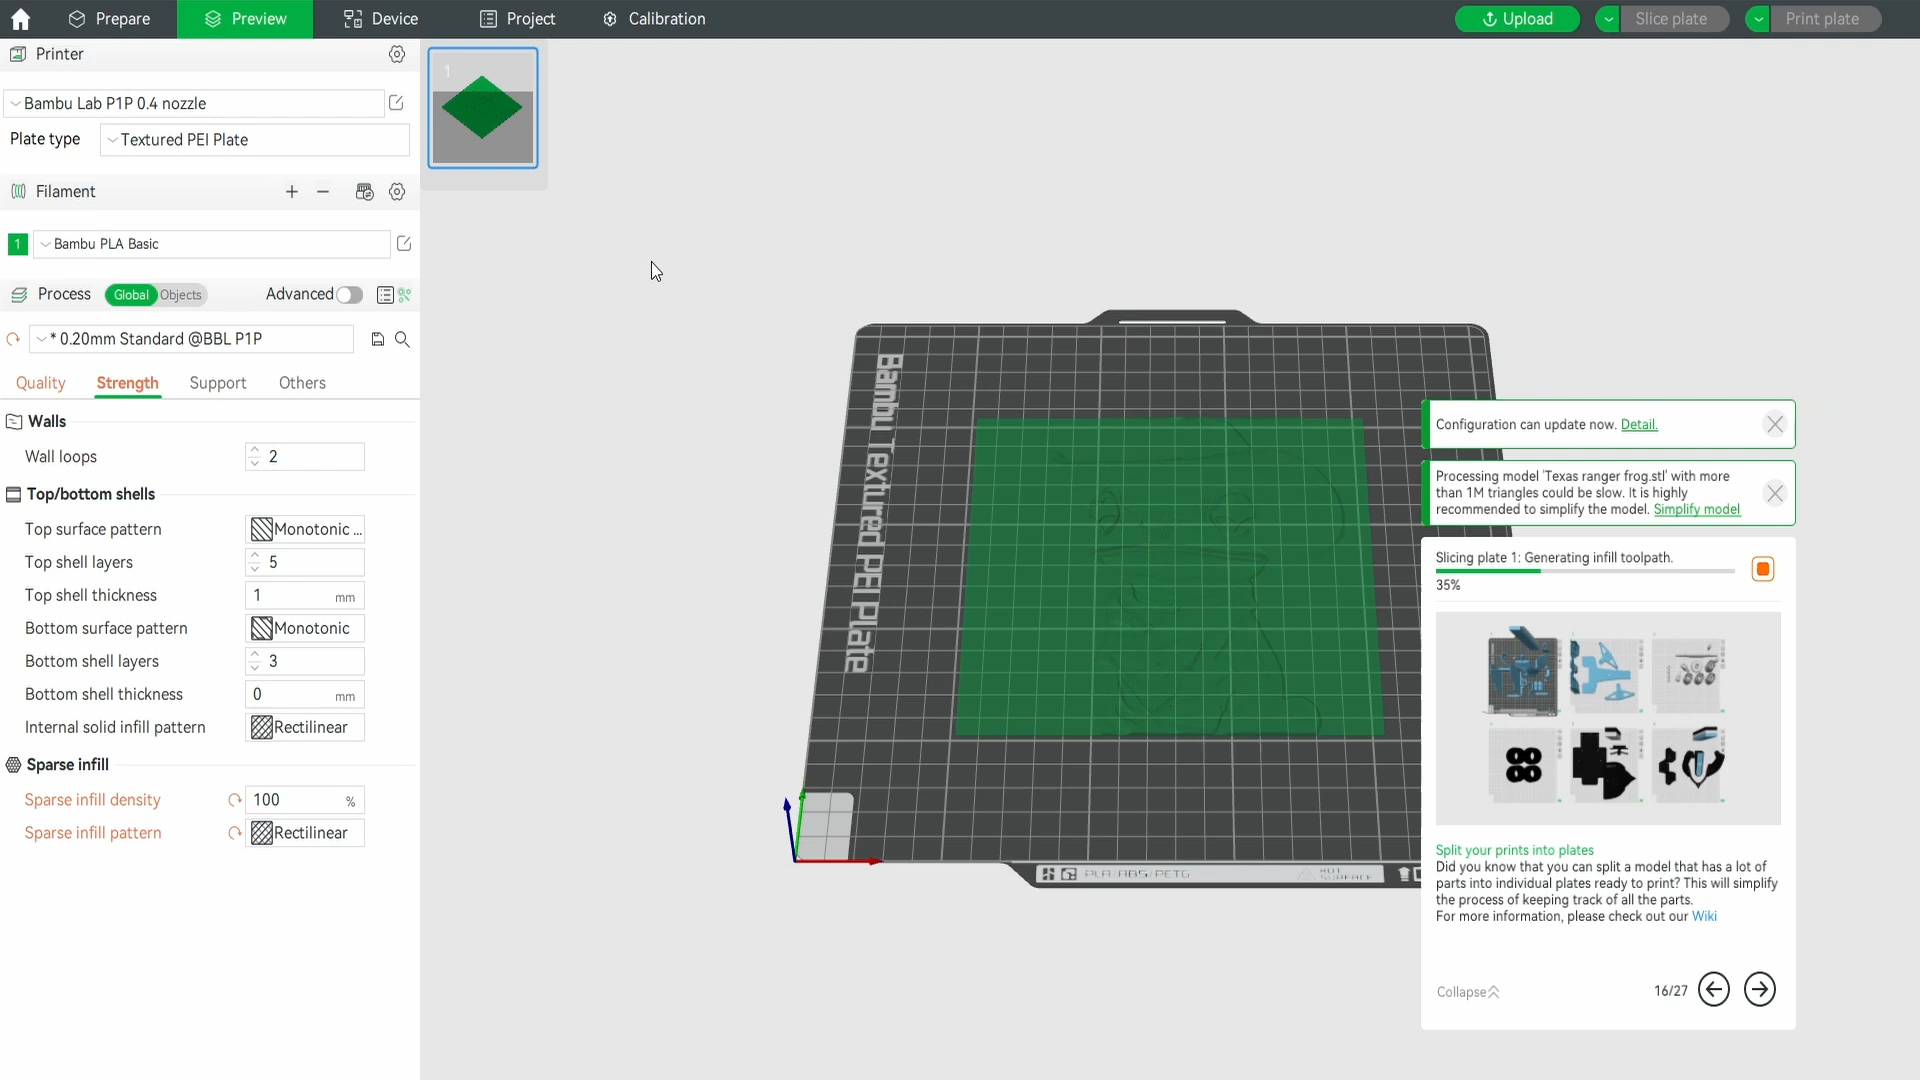 Prepare
Preview
Device
Project
Calibration
Upload
Slice plate
Print plate
Printer
Bambu Lab P1P 0.4 nozzle
Plate type
Textured PEI Plate
Filament
1
Bambu PLA Basic
Process
Global
Objects
Advanced
* 0.20mm Standard @BBL P1P
Quality
Strength
Support
Others
Walls
Wall loops
2
Top/bottom shells
Top surface pattern
Monotonic ...
Top shell layers
5
Top shell thickness
1
mm
Bottom surface pattern
Monotonic
Bottom shell layers
3
Bottom shell thickness
0
mm
Internal solid infill pattern
Rectilinear
Sparse infill
Sparse infill density
100
%
Sparse infill pattern
Rectilinear
1
Bambu Textured PEI Plate
PLA/ABS/PETG
HOT
SURFACE
Configuration can update now. Detail.
Processing model 'Texas ranger frog.stl' with more
than 1M triangles could be slow. It is highly
recommended to simplify the model. Simplify model
Slicing plate 1: Generating infill toolpath.
35%
Split your prints into plates
Did you know that you can split a model that has a lot of
parts into individual plates ready to print? This will simplify
the process of keeping track of all the parts.
For more information, please check out our Wiki
Collapse
16/27